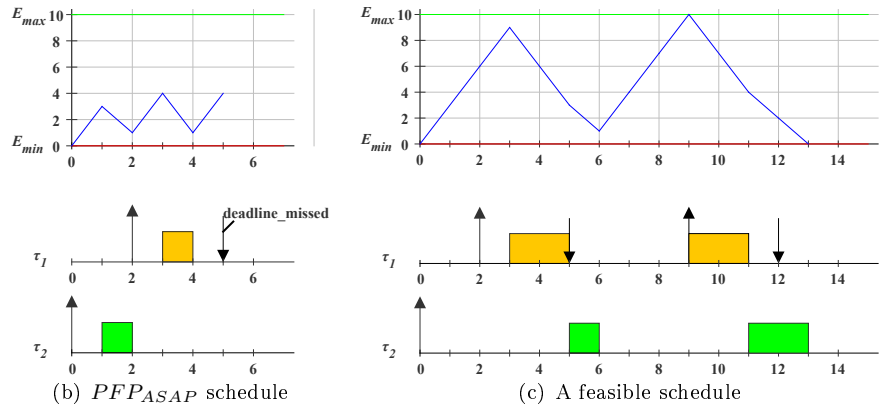 E_max 10
8
6
4
2
E_min 0
0 2 4 6
deadline_missed
τ_1
0 2 4 6
τ_2
0 2 4 6
(b) PFP_ASAP schedule
E_max 10
8
6
4
2
E_min 0
0 2 4 6 8 10 12 14
τ_1
0 2 4 6 8 10 12 14
τ_2
0 2 4 6 8 10 12 14
(c) A feasible schedule